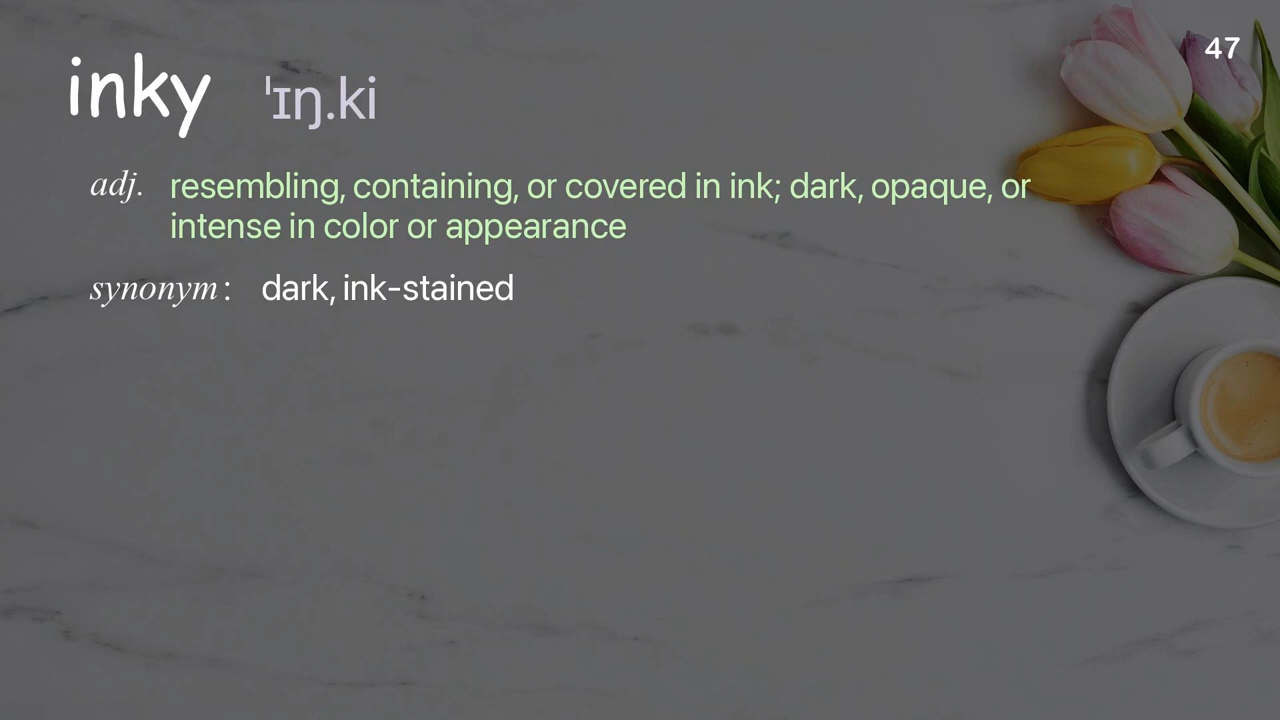 47
inky ˈɪŋ.ki
adj. resembling, containing, or covered in ink; dark, opaque, or
intense in color or appearance
synonym : dark, ink-stained